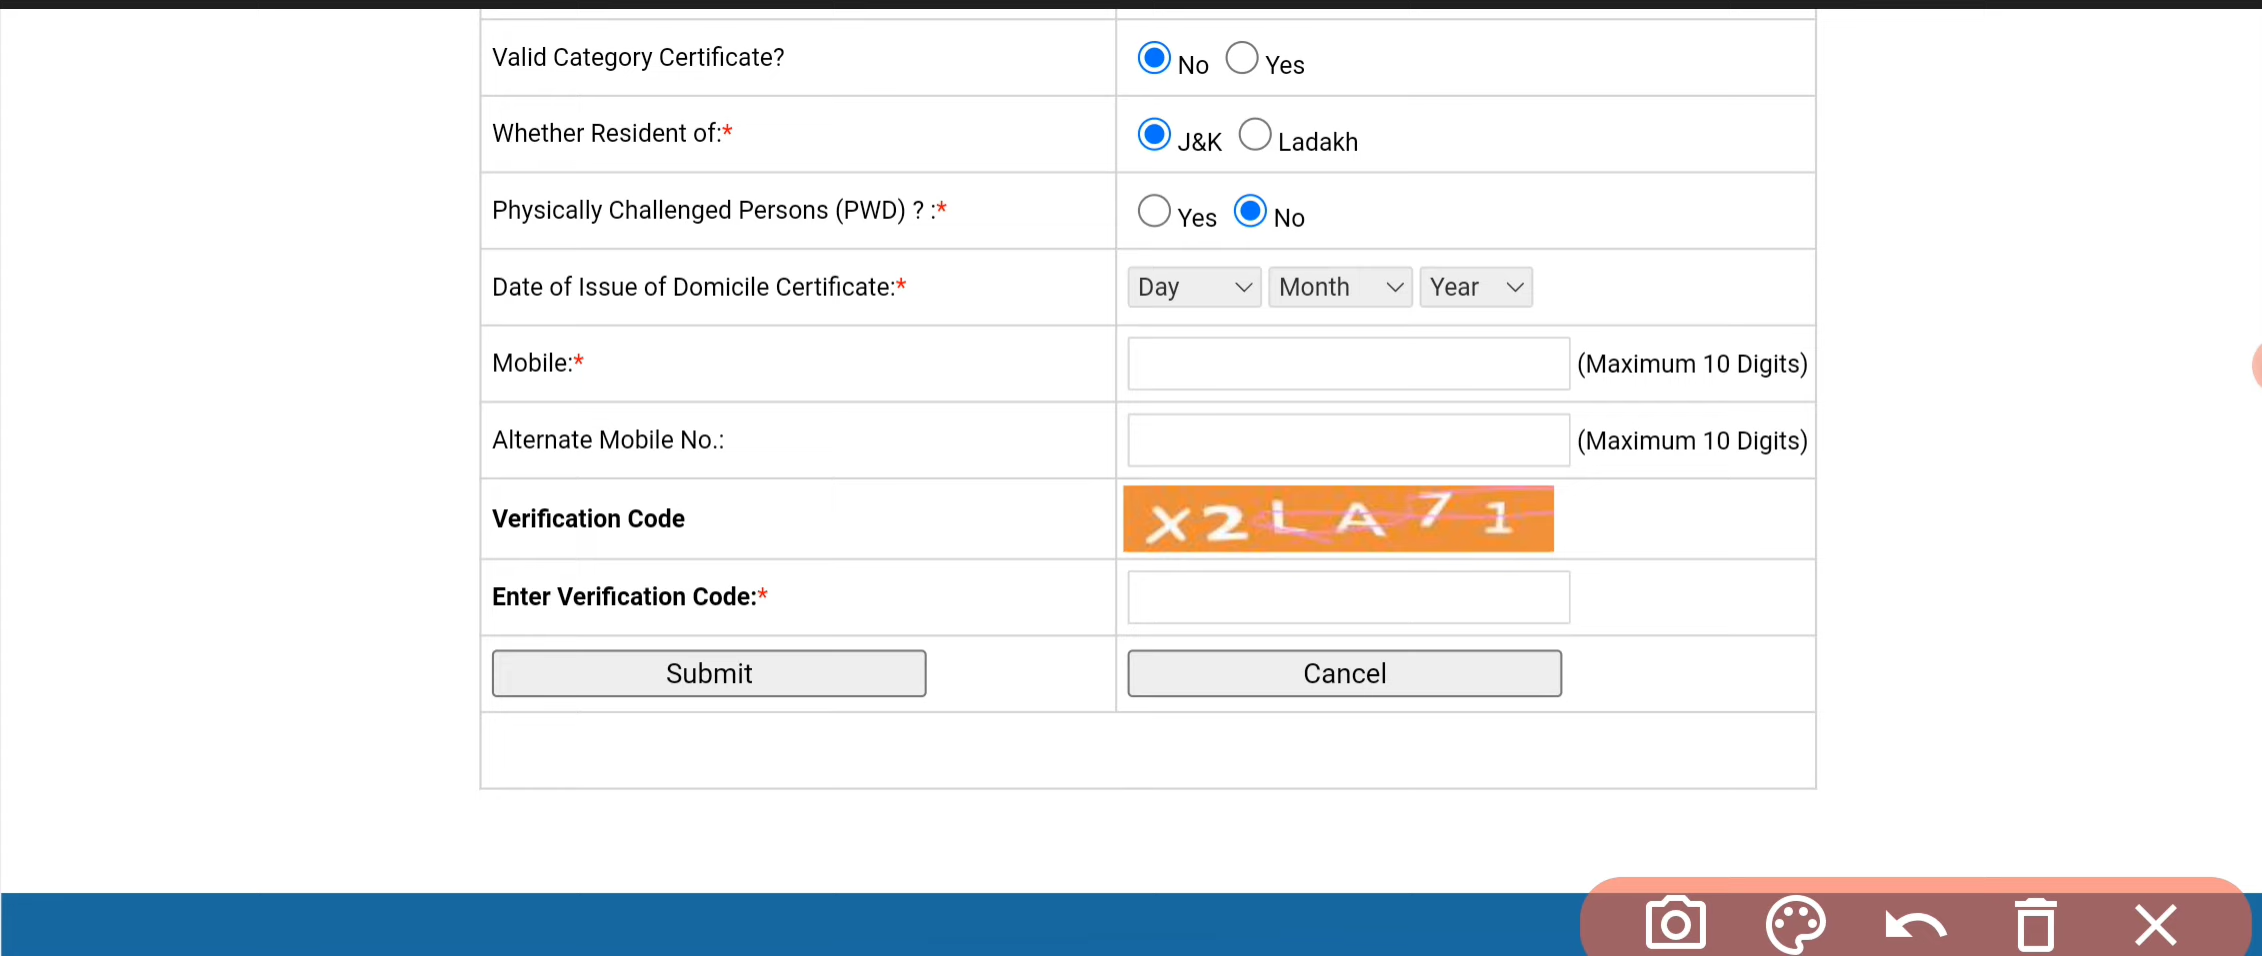 Valid Category Certificate? No Yes
Whether Resident of:* J&K Ladakh
Physically Challenged Persons (PWD) ? :* Yes No
Date of Issue of Domicile Certificate:* Day Month Year
Mobile:* (Maximum 10 Digits)
Alternate Mobile No.: (Maximum 10 Digits)
Verification Code X2LA71
Enter Verification Code:*
Submit Cancel